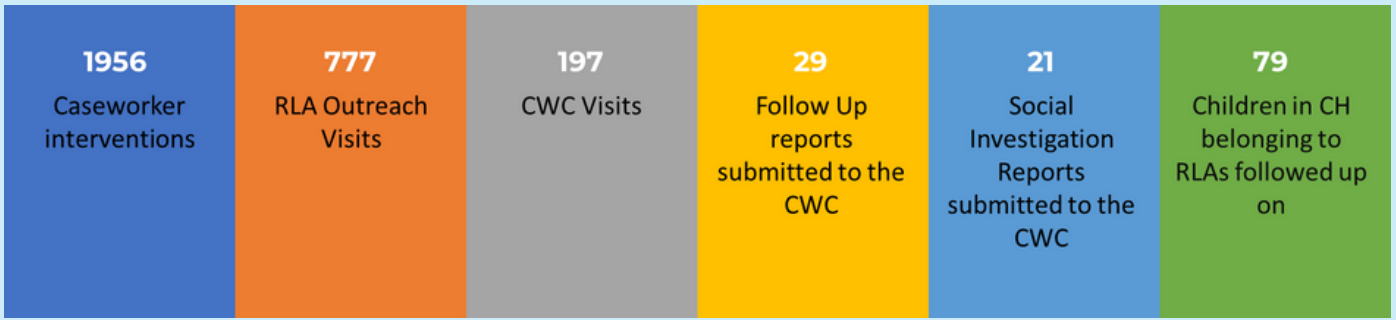 1956
Caseworker
interventions
777
RLA Outreach
Visits
197
CWC Visits
29
Follow Up
reports
submitted to the
CWC
21
Social
Investigation
Reports
submitted to the
CWC
79
Children in CH
belonging to
RLAs followed up
on